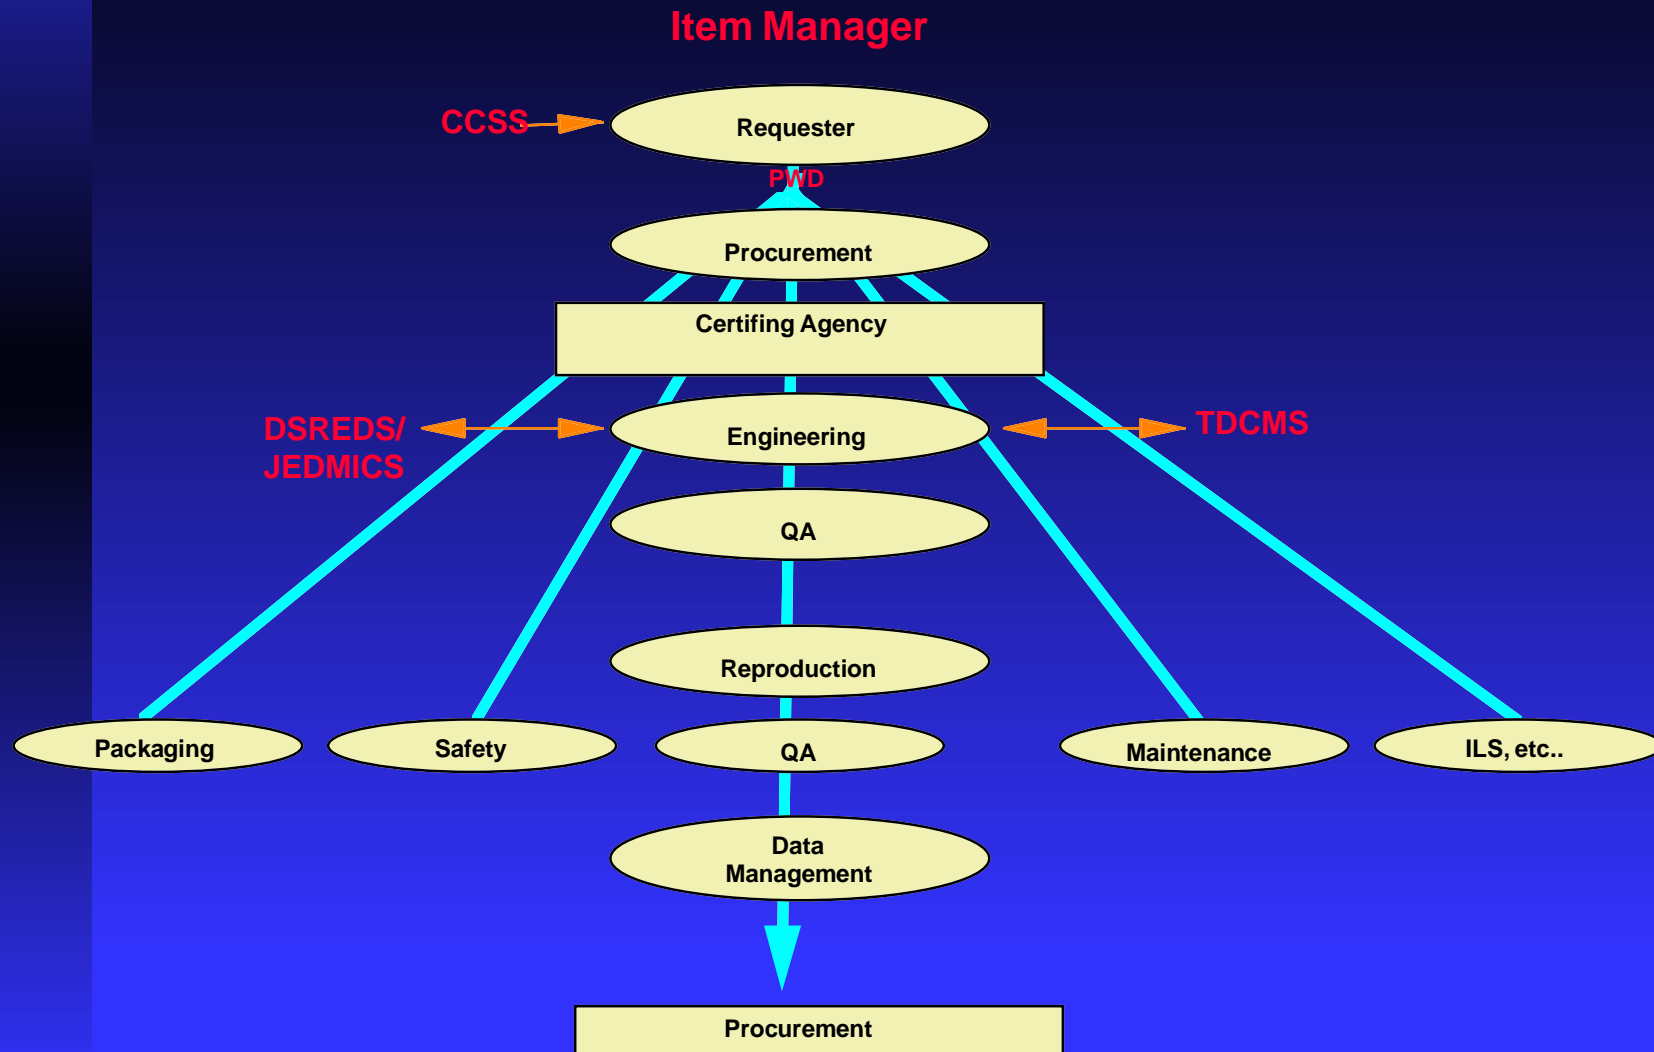 Item Manager
CCSS
Requester
PWD
Procurement
Certifing Agency
DSREDS/
JEDMICS
Engineering
TDCMS
QA
Reproduction
Packaging
Safety
QA
Maintenance
ILS, etc..
Data
Management
Procurement